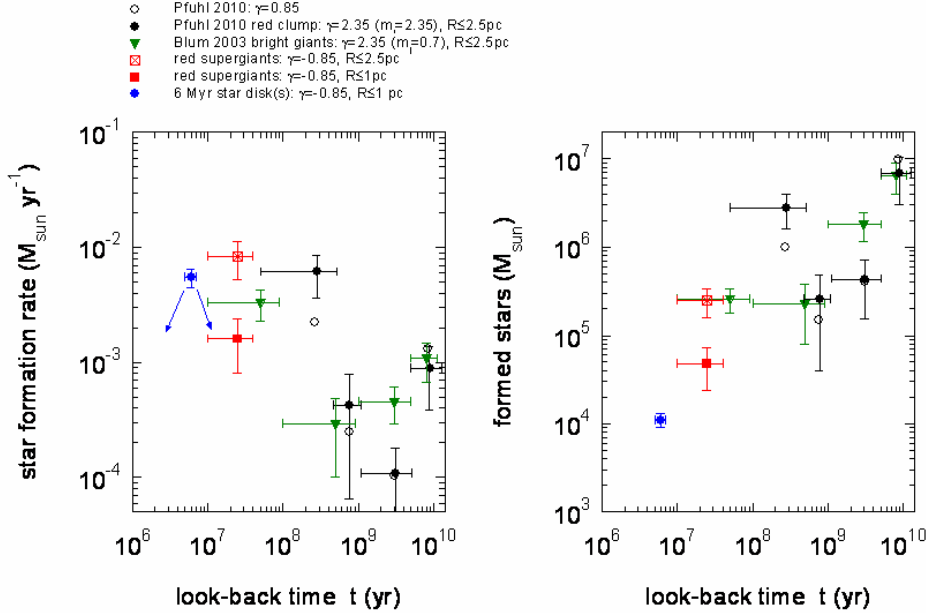 Pfuhl 2010: γ=0.85
Pfuhl 2010 red clump: γ=2.35 (m_l=2.35), R≤2.5pc
Blum 2003 bright giants: γ=2.35 (m_l=0.7), R≤2.5pc
red supergiants: γ=-0.85, R≤2.5pc
red supergiants: γ=-0.85, R≤1pc
6 Myr star disk(s): γ=-0.85, R≤1 pc
star formation rate (M_sun yr^-1)
10^-1
10^-2
10^-3
10^-4
10^6 10^7 10^8 10^9 10^10
look-back time t (yr)
formed stars (M_sun)
10^7
10^6
10^5
10^4
10^3
10^6 10^7 10^8 10^9 10^10
look-back time t (yr)